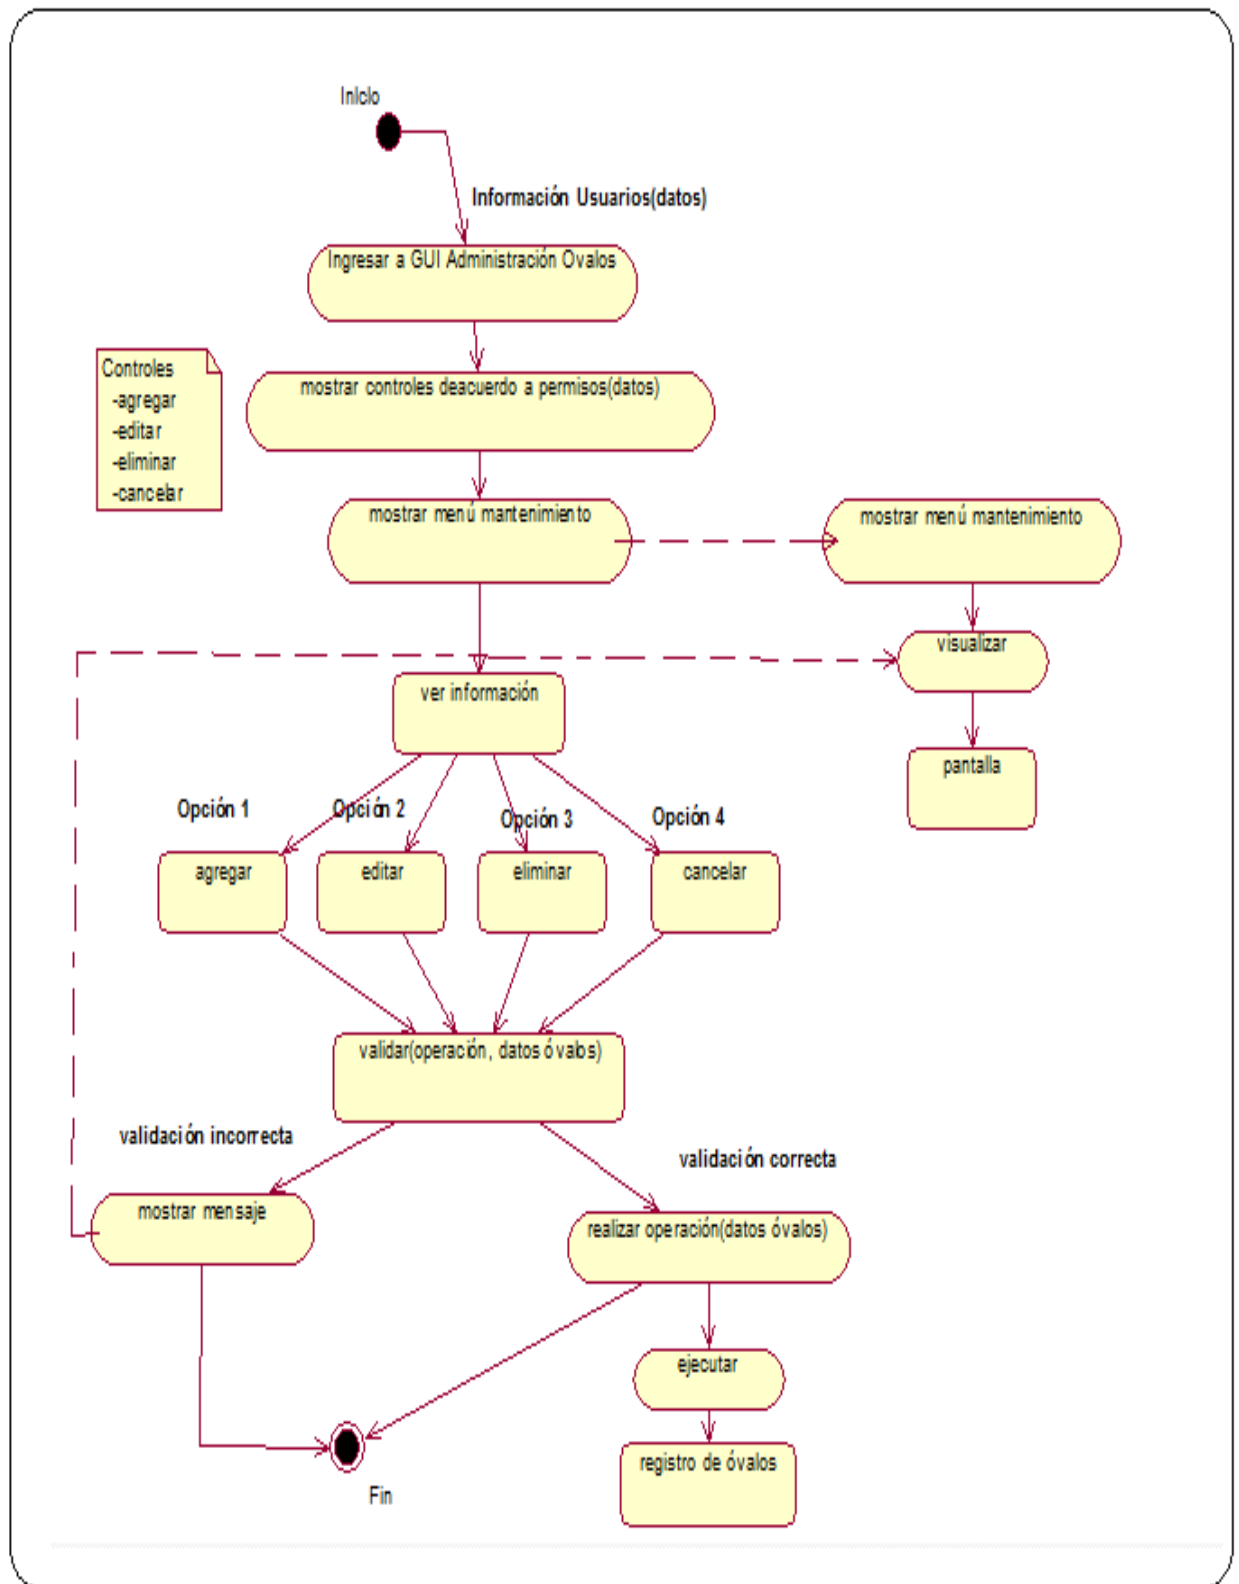 Inicio
Información Usuarios(datos)
Ingresar a GUI Administración Ovalos
Controles
-agregar
-editar
-eliminar
-cancelar
mostrar controles deacuerdo a permisos(datos)
mostrar menú mantenimiento
mostrar menú mantenimiento
visualizar
ver información
pantalla
Opción 1
Opción 2
Opción 3
Opción 4
agregar
editar
eliminar
cancelar
validar(operación, datos óvalos)
validación incorrecta
validación correcta
mostrar mensaje
realizar operación(datos óvalos)
ejecutar
registro de óvalos
Fin